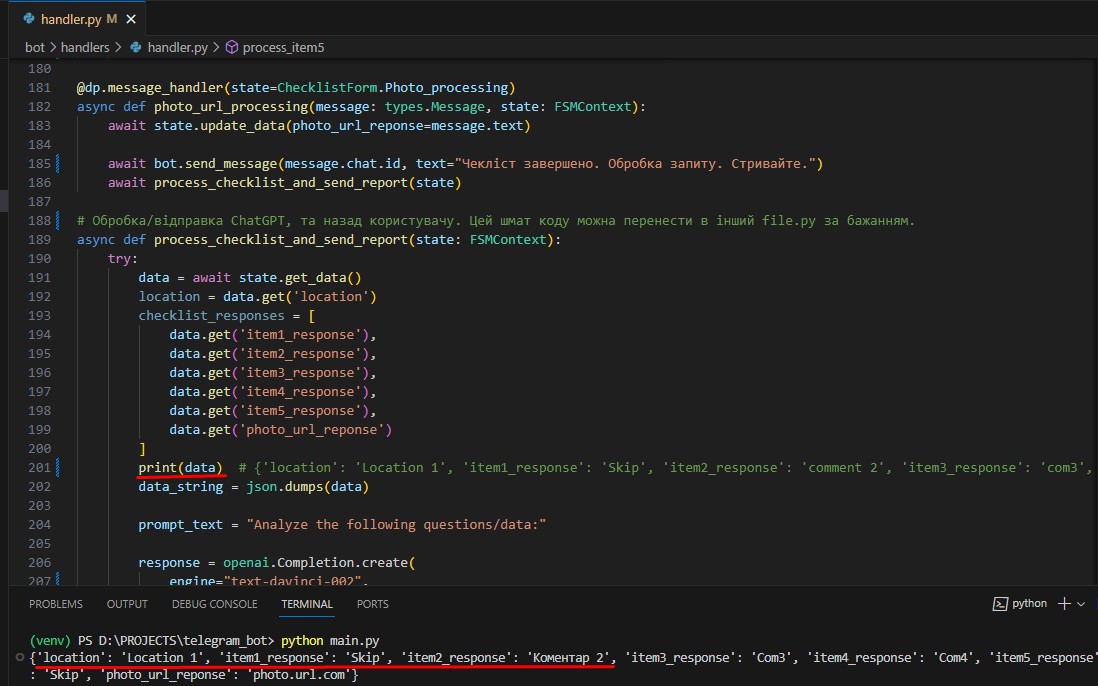 handler.py M
bot > handlers > handler.py > process_item5
180
181 @dp.message_handler(state=ChecklistForm.Photo_processing)
182 async def photo_url_processing(message: types.Message, state: FSMContext):
183 await state.update_data(photo_url_reponse=message.text)
184
185 await bot.send_message(message.chat.id, text="Чекліст завершено. Обробка запиту. Стривайте.")
186 await process_checklist_and_send_report(state)
187
188 # Обробка/відправка ChatGPT, та назад користувачу. Цей шмат коду можна перенести в інший file.py за бажанням.
189 async def process_checklist_and_send_report(state: FSMContext):
190 try:
191 data = await state.get_data()
192 location = data.get('location')
193 checklist_responses = [
194 data.get('item1_response'),
195 data.get('item2_response'),
196 data.get('item3_response'),
197 data.get('item4_response'),
198 data.get('item5_response'),
199 data.get('photo_url_reponse')
200 ]
201 print(data) # {'location': 'Location 1', 'item1_response': 'Skip', 'item2_response': 'comment 2', 'item3_response': 'com3',
202 data_string = json.dumps(data)
203
204 prompt_text = "Analyze the following questions/data:"
205
206 response = openai.Completion.create(
207 engine="text-davinci-002",
PROBLEMS OUTPUT DEBUG CONSOLE TERMINAL PORTS python
(venv) PS D:\PROJECTS\telegram_bot> python main.py
{'location': 'Location 1', 'item1_response': 'Skip', 'item2_response': 'Коментар 2', 'item3_response': 'Com3', 'item4_response': 'Com4', 'item5_response'
: 'Skip', 'photo_url_reponse': 'photo.url.com'}